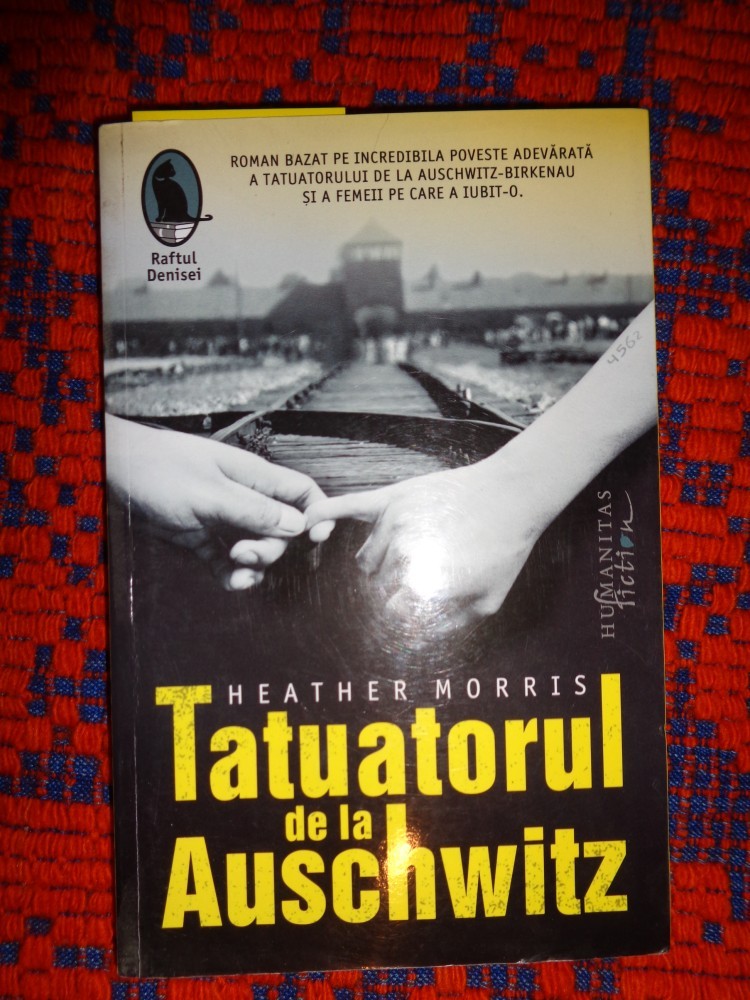 ROMAN BAZAT PE INCREDIBILA POVESTE ADEVĂRATĂ
A TATUATORULUI DE LA AUSCHWITZ-BIRKENAU
ȘI A FEMEII PE CARE A IUBIT-O.
Raftul
Denisei
4562
HUMANITAS
fiction
HEATHER MORRIS
Tatuatorul
de la
Auschwitz